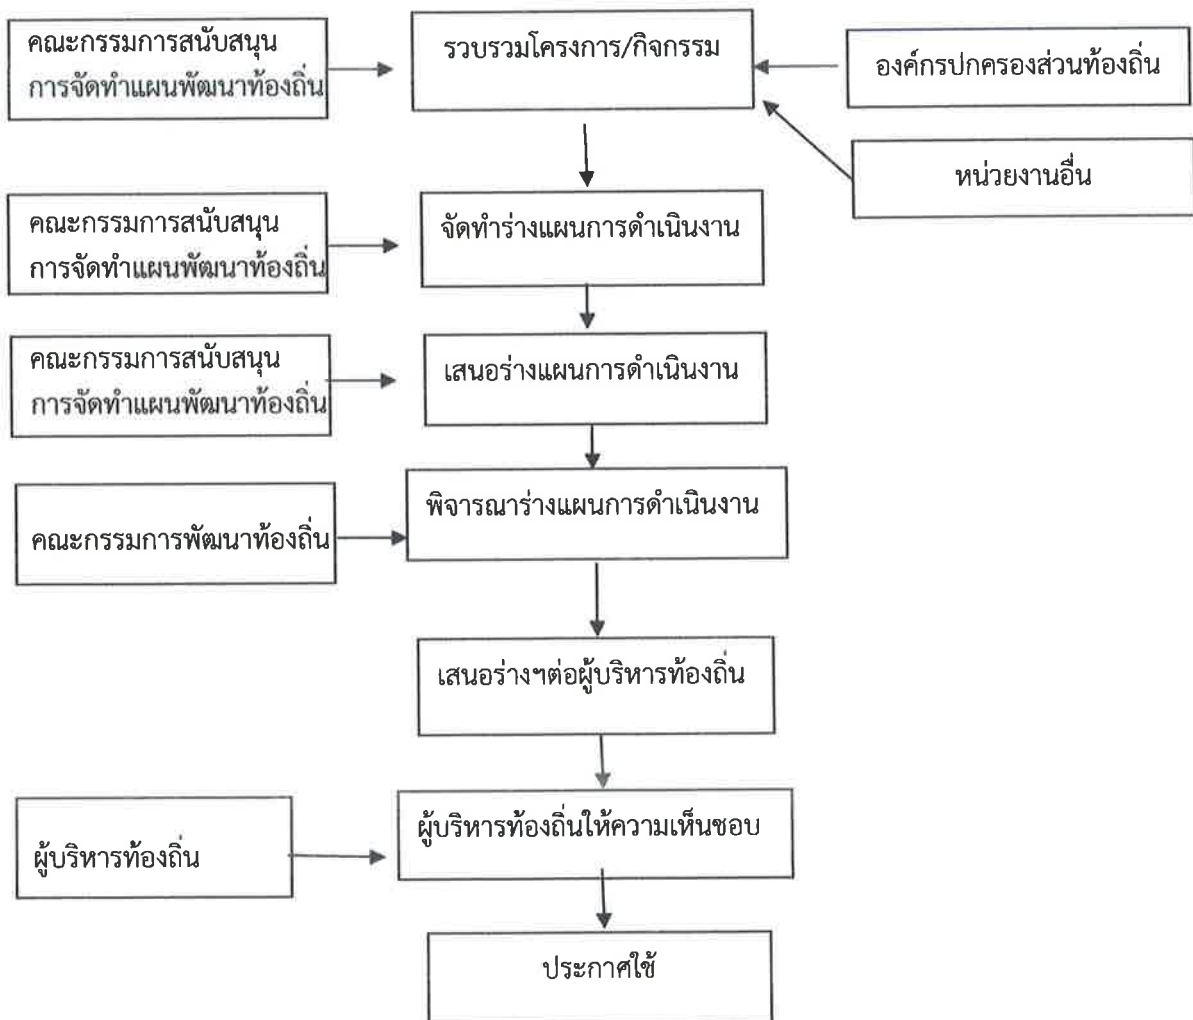 คณะกรรมการสนับสนุน
การจัดทำแผนพัฒนาท้องถิ่น
รวบรวมโครงการ/กิจกรรม
องค์กรปกครองส่วนท้องถิ่น
หน่วยงานอื่น
คณะกรรมการสนับสนุน
การจัดทำแผนพัฒนาท้องถิ่น
จัดทำร่างแผนการดำเนินงาน
คณะกรรมการสนับสนุน
การจัดทำแผนพัฒนาท้องถิ่น
เสนอร่างแผนการดำเนินงาน
คณะกรรมการพัฒนาท้องถิ่น
พิจารณาร่างแผนการดำเนินงาน
เสนอร่างฯต่อผู้บริหารท้องถิ่น
ผู้บริหารท้องถิ่น
ผู้บริหารท้องถิ่นให้ความเห็นชอบ
ประกาศใช้